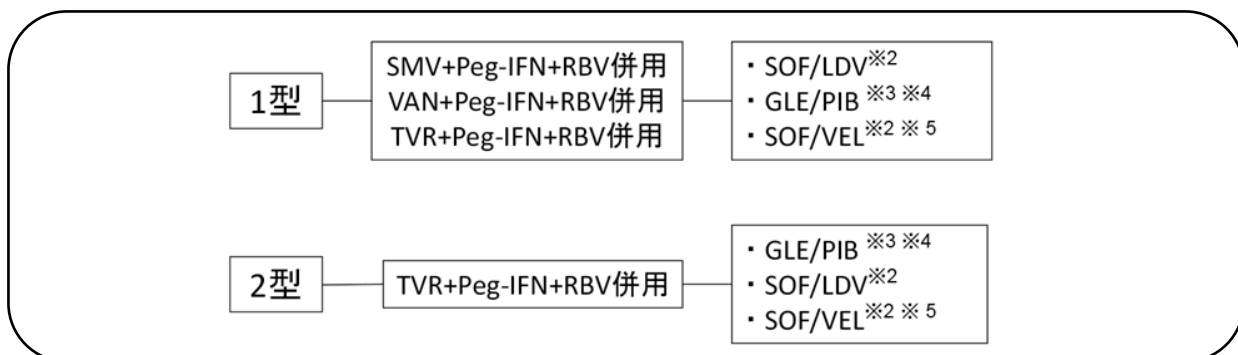 1型
SMV+Peg-IFN+RBV併用
VAN+Peg-IFN+RBV併用
TVR+Peg-IFN+RBV併用
・SOF/LDV※2
・GLE/PIB ※3 ※4
・SOF/VEL※2 ※ 5
2型
TVR+Peg-IFN+RBV併用
・GLE/PIB ※3 ※4
・SOF/LDV※2
・SOF/VEL※2 ※ 5